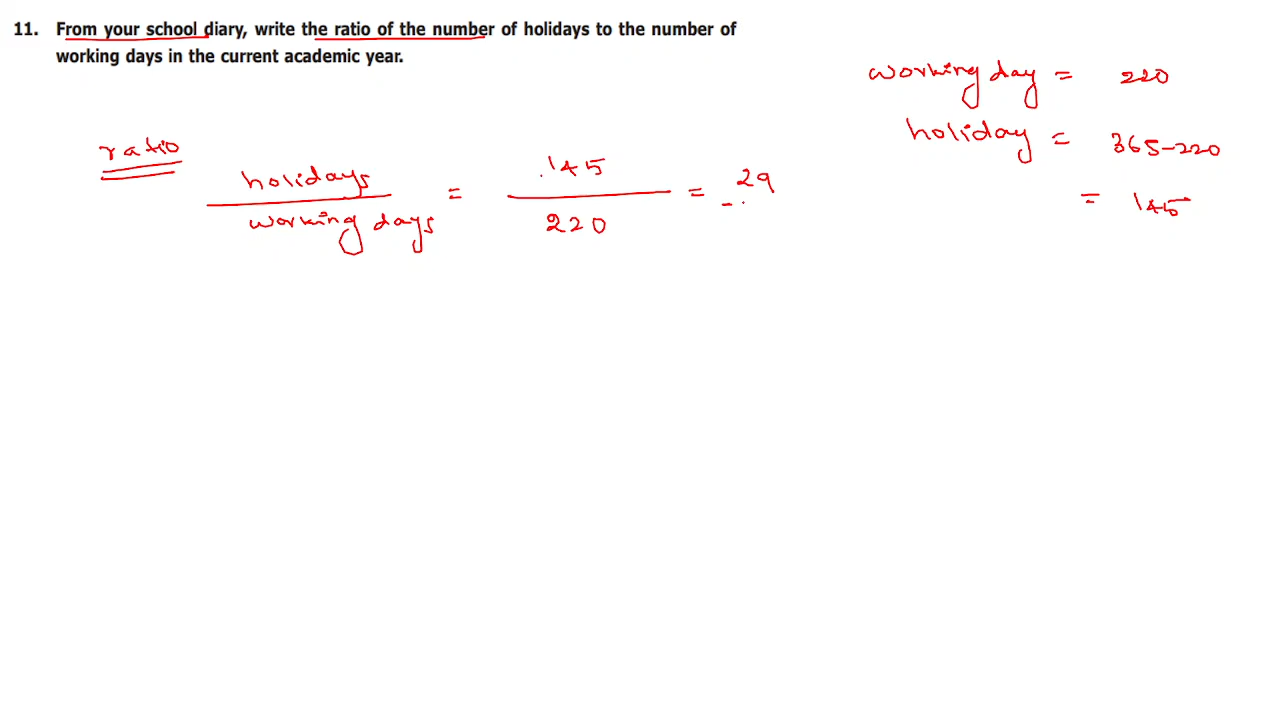 11. From your school diary, write the ratio of the number of holidays to the number of
working days in the current academic year.
working day = 220
holiday = 365-220
= 145
ratio
holidays / working days = 145 / 220 = 29